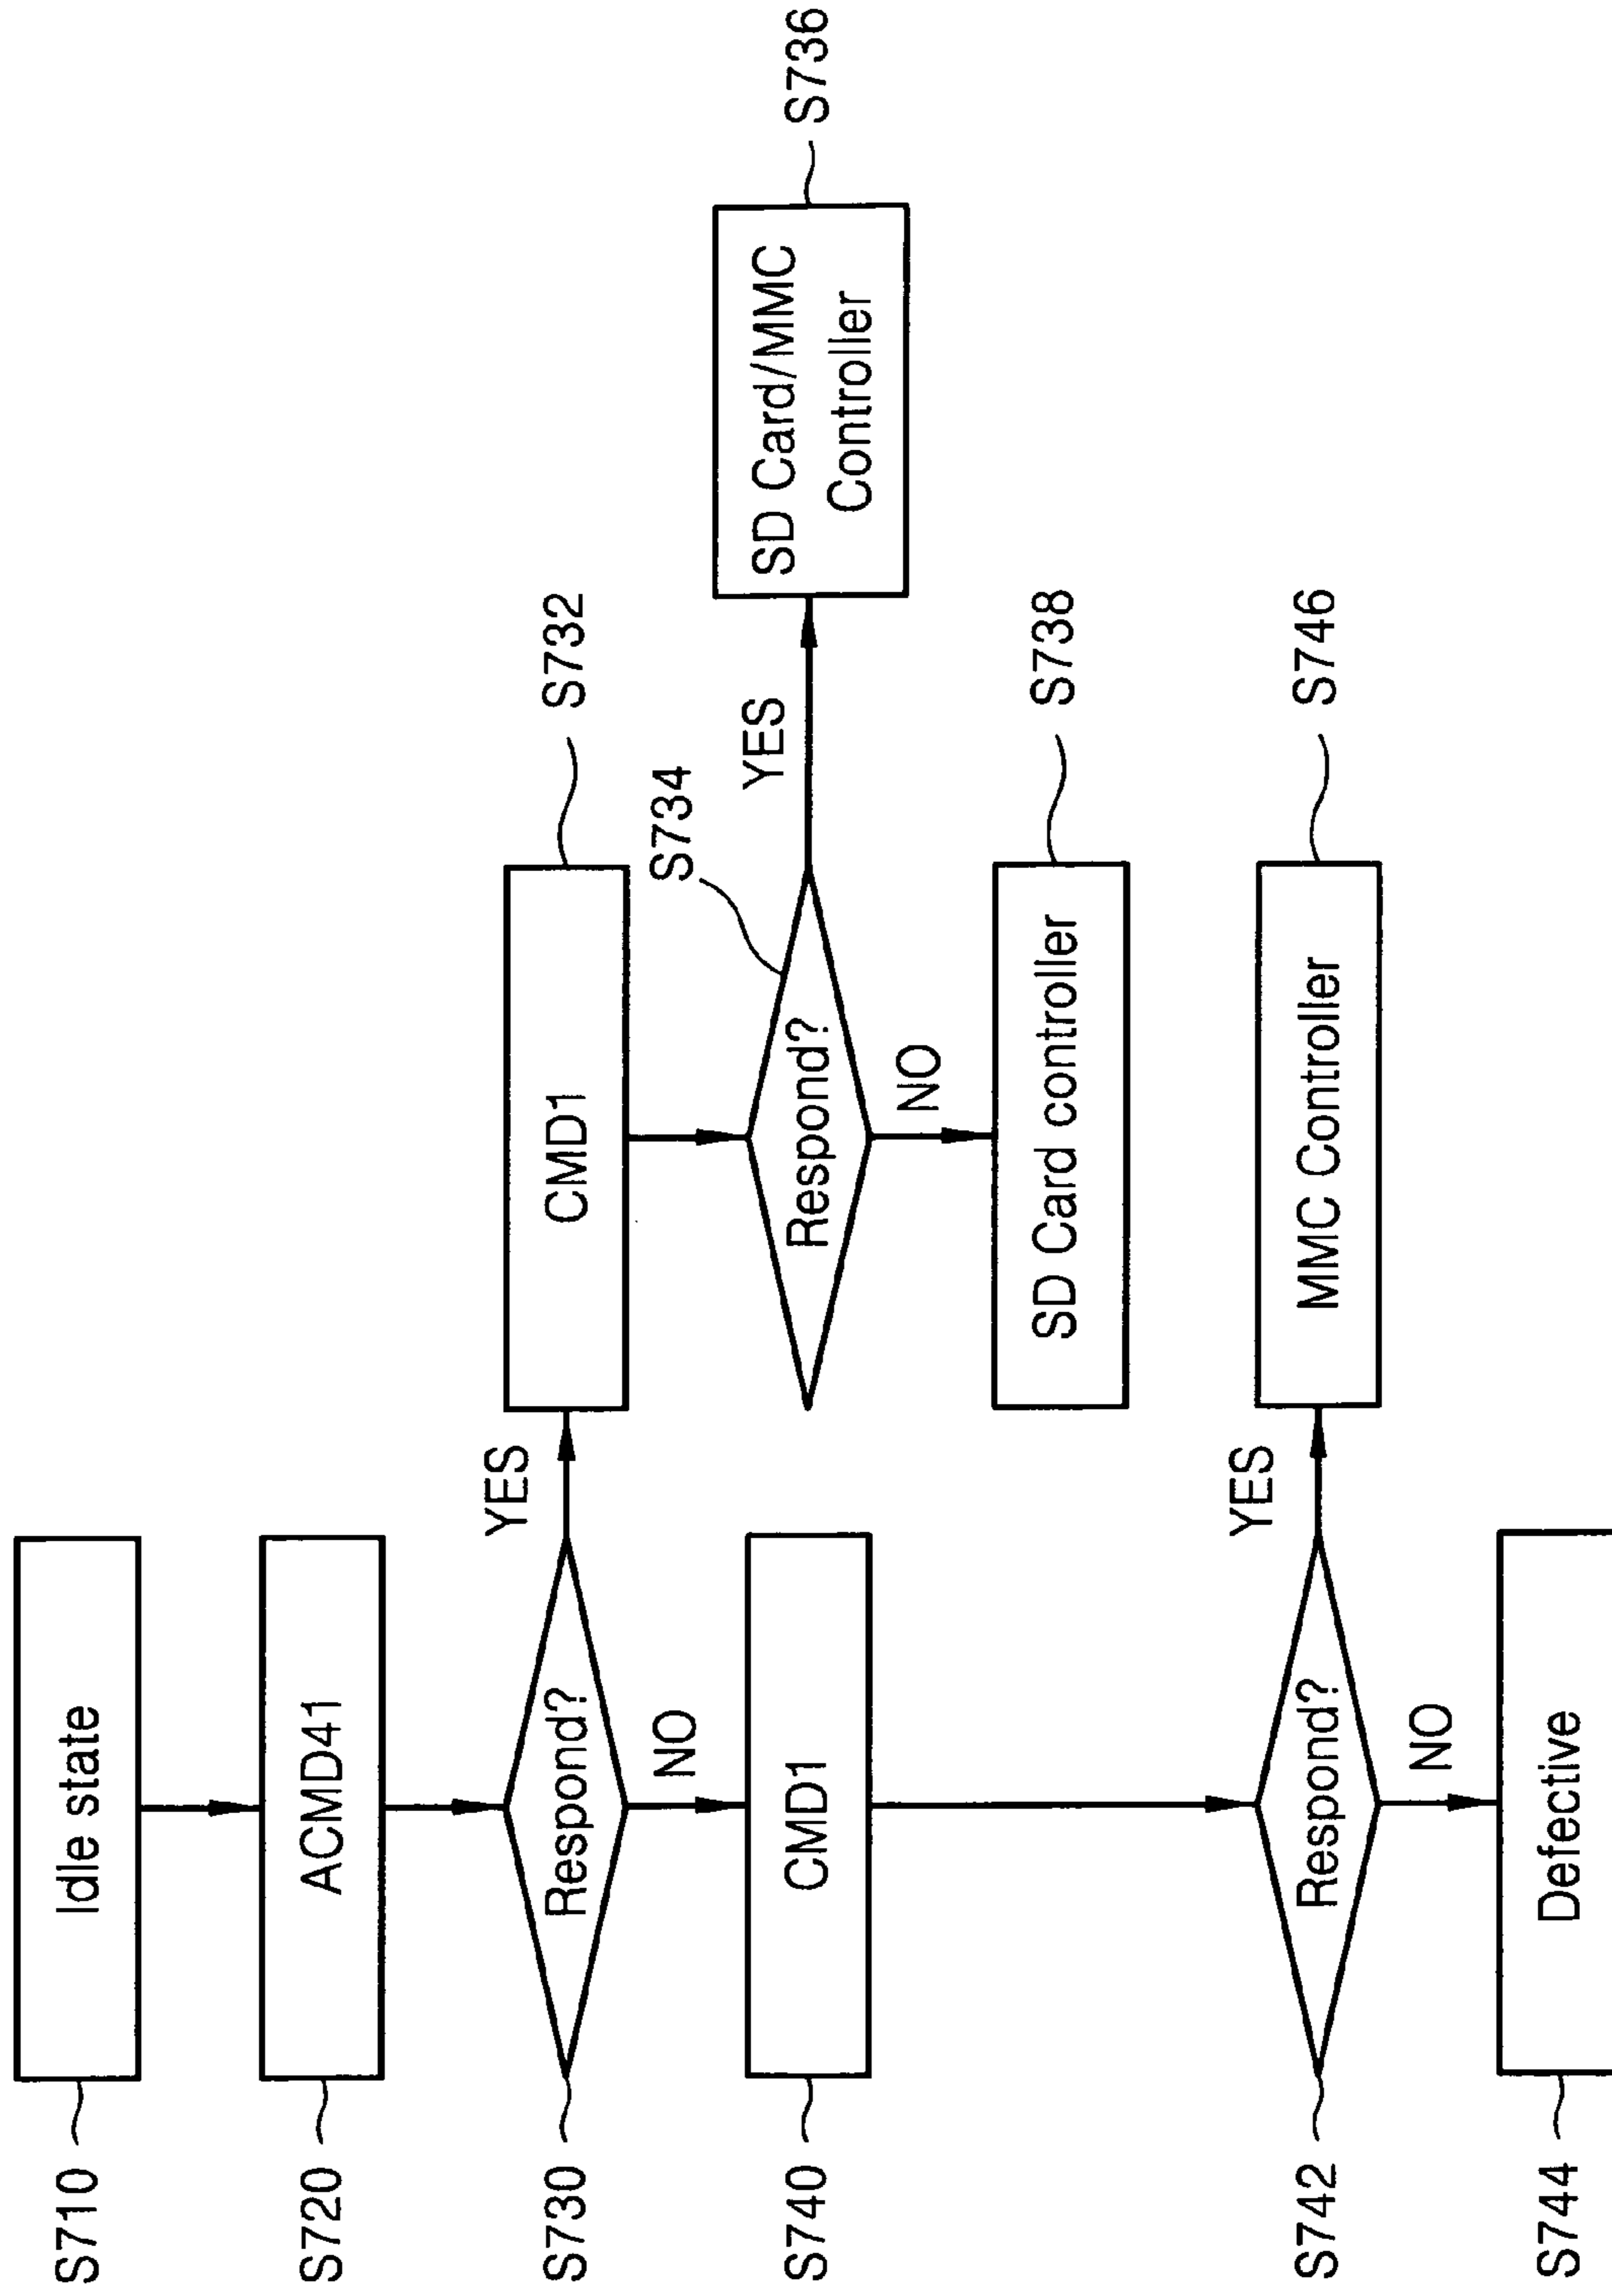 S710
Idle state
S720
ACMD41
S730
Respond?
YES
CMD1
S732
NO
S740
CMD1
Respond?
S734
YES
SD Card/MMC
Controller
S736
NO
SD Card controller
S738
S742
Respond?
YES
MMC Controller
S746
NO
S744
Defective